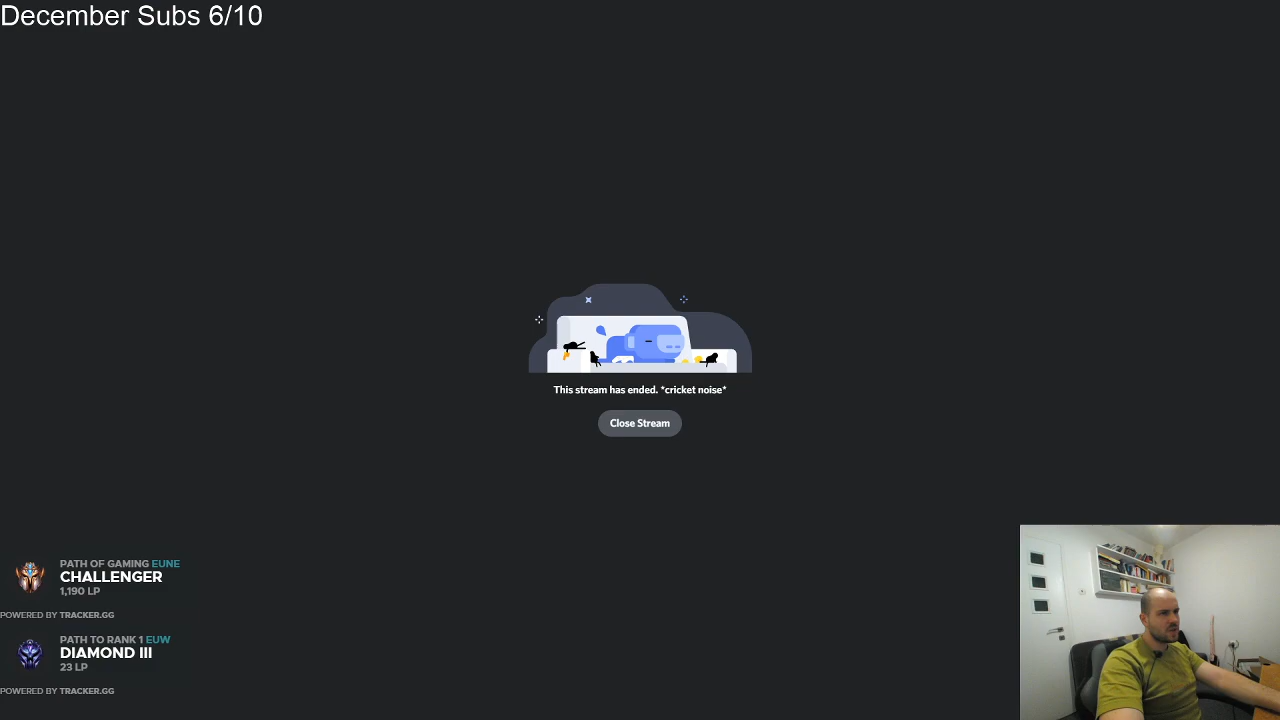 December Subs 6/10
This stream has ended. *cricket noise*
Close Stream
PATH OF GAMING EUNE
CHALLENGER
1,190 LP
POWERED BY TRACKER.GG
PATH TO RANK 1 EUW
DIAMOND III
23 LP
POWERED BY TRACKER.GG